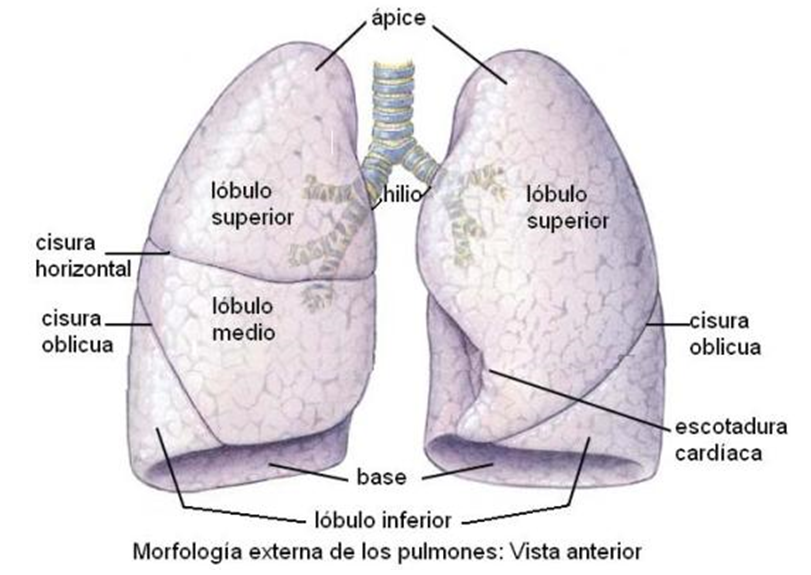 ápice
lóbulo
superior
hilio
lóbulo
superior
cisura
horizontal
lóbulo
medio
cisura
oblicua
cisura
oblicua
escotadura
cardíaca
base
lóbulo inferior
Morfología externa de los pulmones: Vista anterior